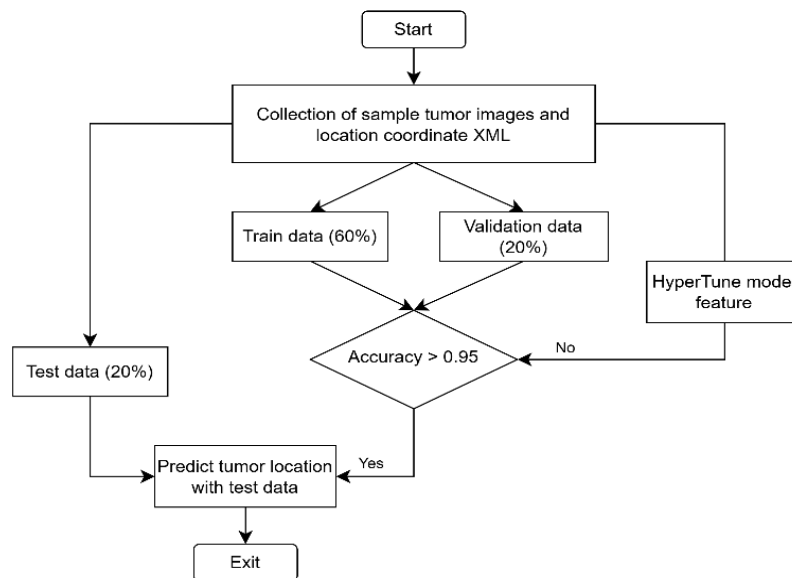 Start
Collection of sample tumor images and
location coordinate XML
Train data (60%)
Validation data
(20%)
HyperTune model
feature
Accuracy > 0.95
No
Test data (20%)
Yes
Predict tumor location
with test data
Exit